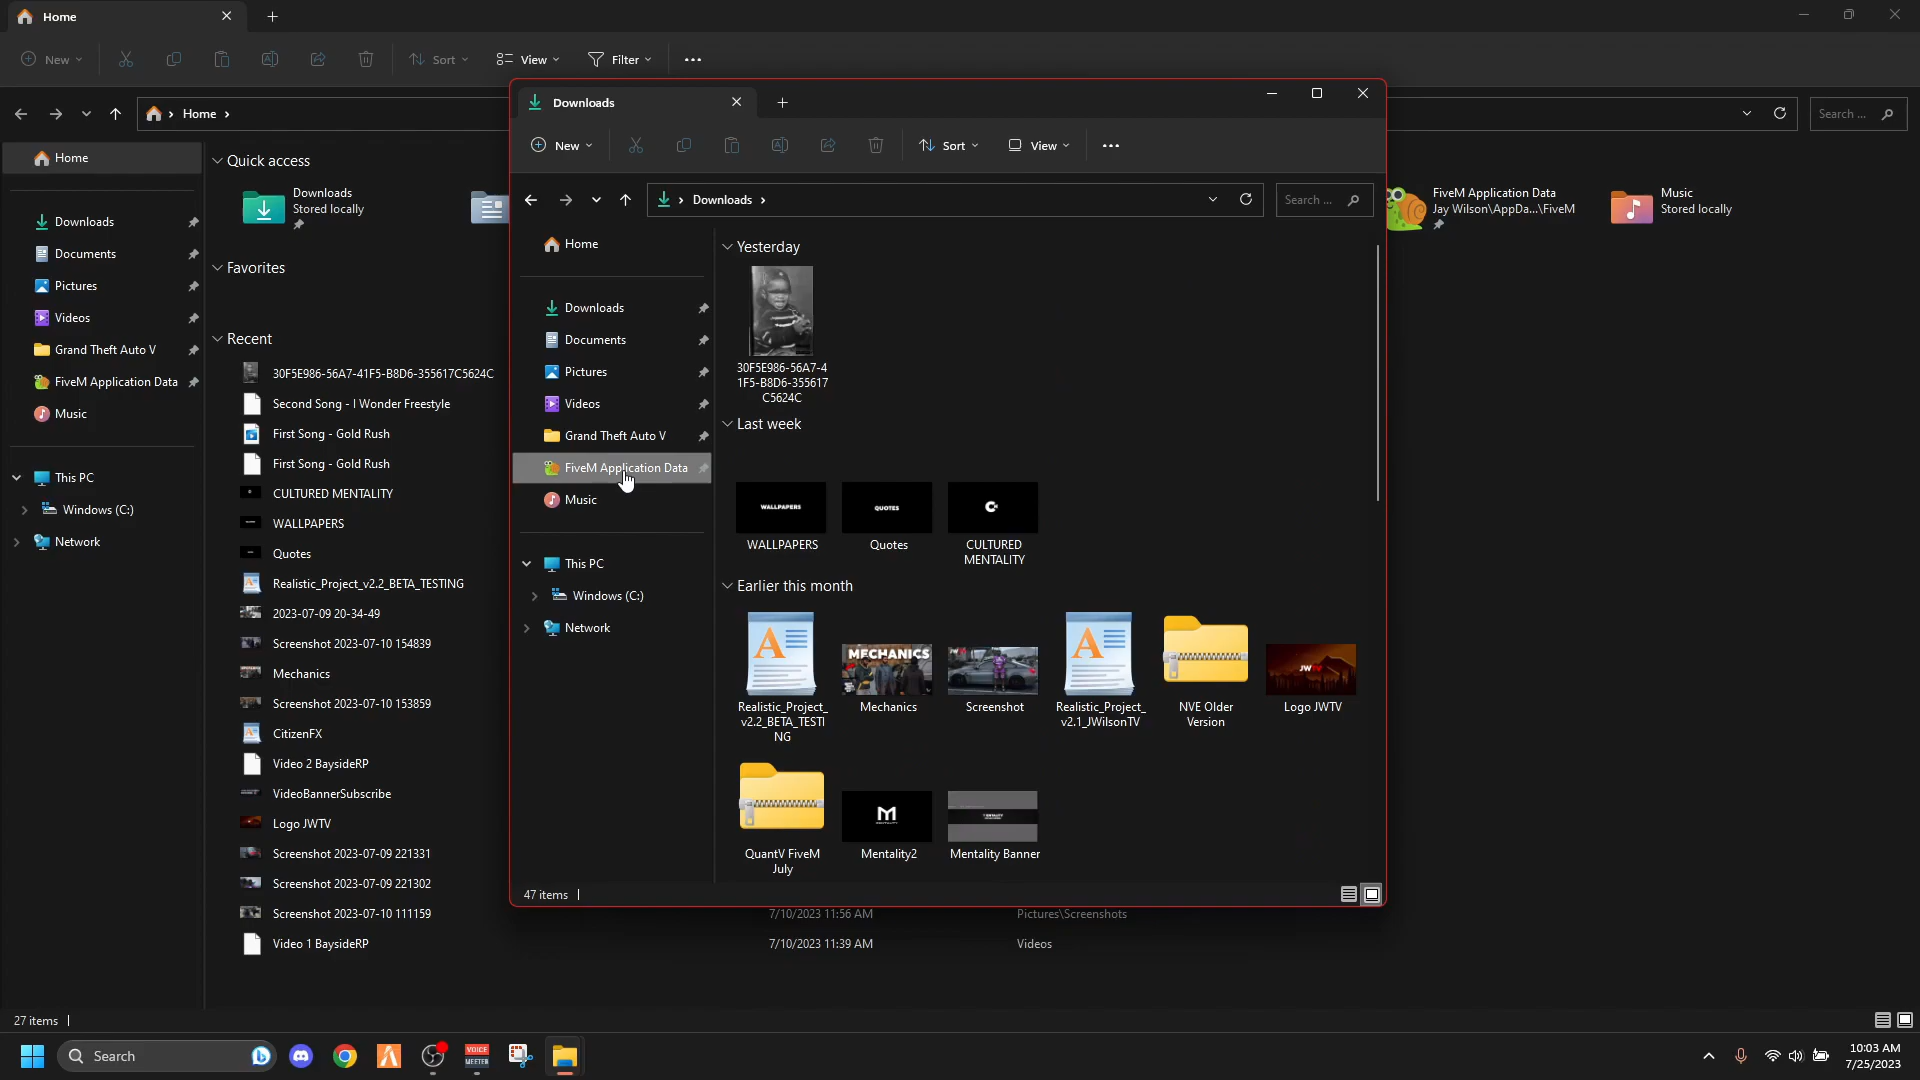 Home
New
Sort
View
Filter
Home
Search ...
Home
Downloads
Documents
Pictures
Videos
Grand Theft Auto V
FiveM Application Data
Music
This PC
Windows (C:)
Network
Quick access
Downloads
Stored locally
FiveM Application Data
Jay Wilson\AppDa...\FiveM
Music
Stored locally
Favorites
Recent
30F5E986-56A7-41F5-B8D6-355617C5624C
Second Song - I Wonder Freestyle
First Song - Gold Rush
First Song - Gold Rush
CULTURED MENTALITY
WALLPAPERS
Quotes
Realistic_Project_v2.2_BETA_TESTING
2023-07-09 20-34-49
Screenshot 2023-07-10 154839
Mechanics
Screenshot 2023-07-10 153859
CitizenFX
Video 2 BaysideRP
VideoBannerSubscribe
Logo JWTV
Screenshot 2023-07-09 221331
Screenshot 2023-07-09 221302
Screenshot 2023-07-10 111159
7/10/2023 11:56 AM
Pictures\Screenshots
Video 1 BaysideRP
7/10/2023 11:39 AM
Videos
27 items
Downloads
New
Sort
View
Downloads
Search ...
Home
Downloads
Documents
Pictures
Videos
Grand Theft Auto V
FiveM Application Data
Music
This PC
Windows (C:)
Network
Yesterday
30F5E986-56A7-4
1F5-B8D6-355617
C5624C
Last week
WALLPAPERS
QUOTES
WALLPAPERS
Quotes
CULTURED
MENTALITY
Earlier this month
MECHANICS
JWTV
Realistic_Project_
v2.2_BETA_TESTI
NG
Mechanics
Screenshot
Realistic_Project_
v2.1_JWilsonTV
NVE Older
Version
Logo JWTV
QuantV FiveM
July
Mentality2
Mentality Banner
47 items
Search
VOICE
MEETER
10:03 AM
7/25/2023